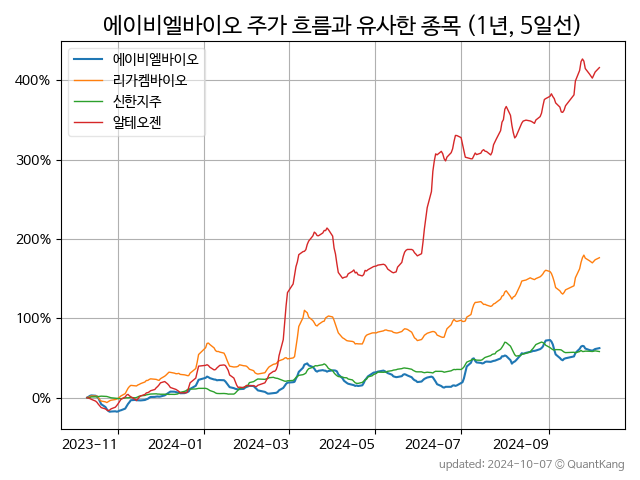 에이비엘바이오 주가 흐름과 유사한 종목 (1년, 5일선)
에이비엘바이오
리가켐바이오
신한지주
알테오젠
400%
300%
200%
100%
0%
2023-11 2024-01 2024-03 2024-05 2024-07 2024-09
updated: 2024-10-07 © QuantKang